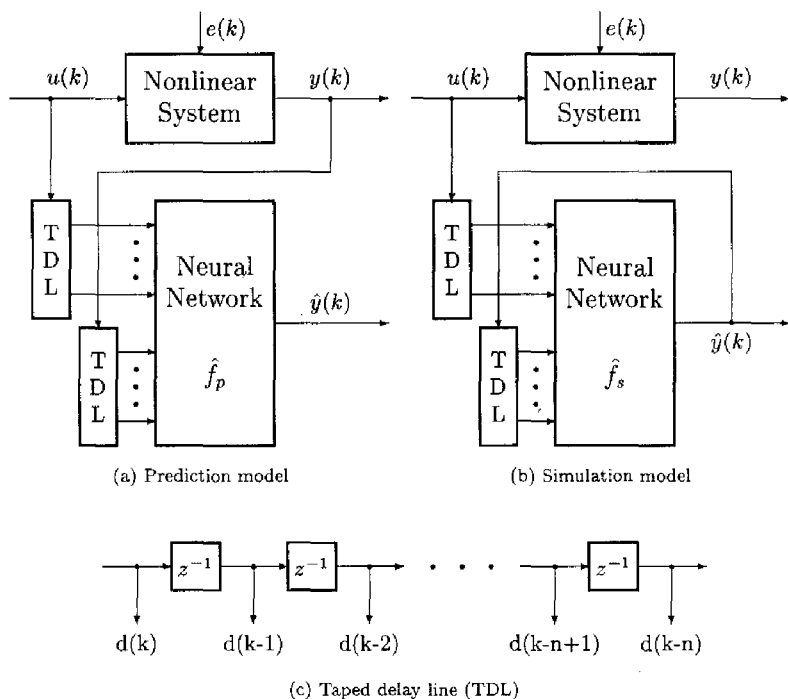 e(k)
u(k)
Nonlinear
System
y(k)
T
D
L
Neural
Network
ŷ(k)
T
D
L
f̂ₚ
(a) Prediction model
e(k)
u(k)
Nonlinear
System
y(k)
T
D
L
Neural
Network
ŷ(k)
T
D
L
f̂ₛ
(b) Simulation model
z⁻¹
z⁻¹
z⁻¹
d(k)
d(k-1)
d(k-2)
d(k-n+1)
d(k-n)
(c) Taped delay line (TDL)